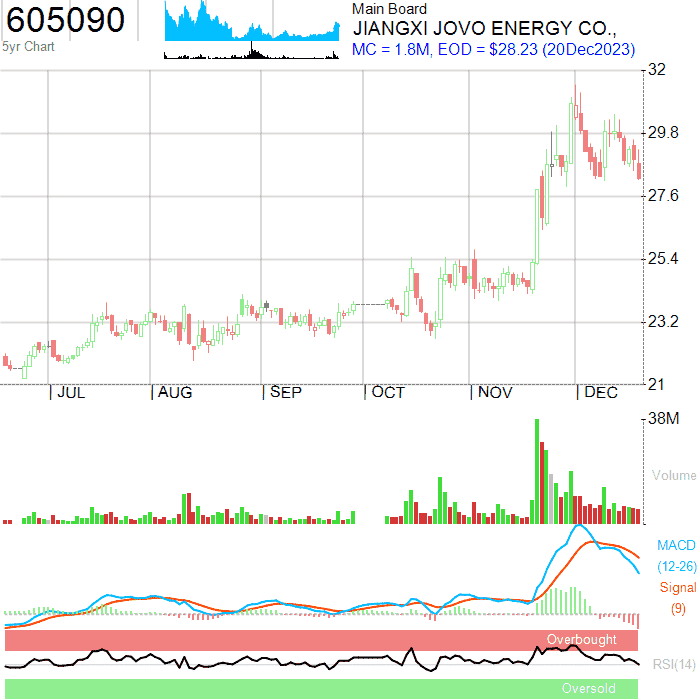 605090
5yr Chart
Main Board
JIANGXI JOVO ENERGY CO.,
MC = 1.8M, EOD = $28.23 (20Dec2023)
32
29.8
27.6
25.4
23.2
21
JUL AUG SEP OCT NOV DEC
38M
Volume
MACD
(12-26)
Signal
(9)
Overbought
RSI(14)
Oversold